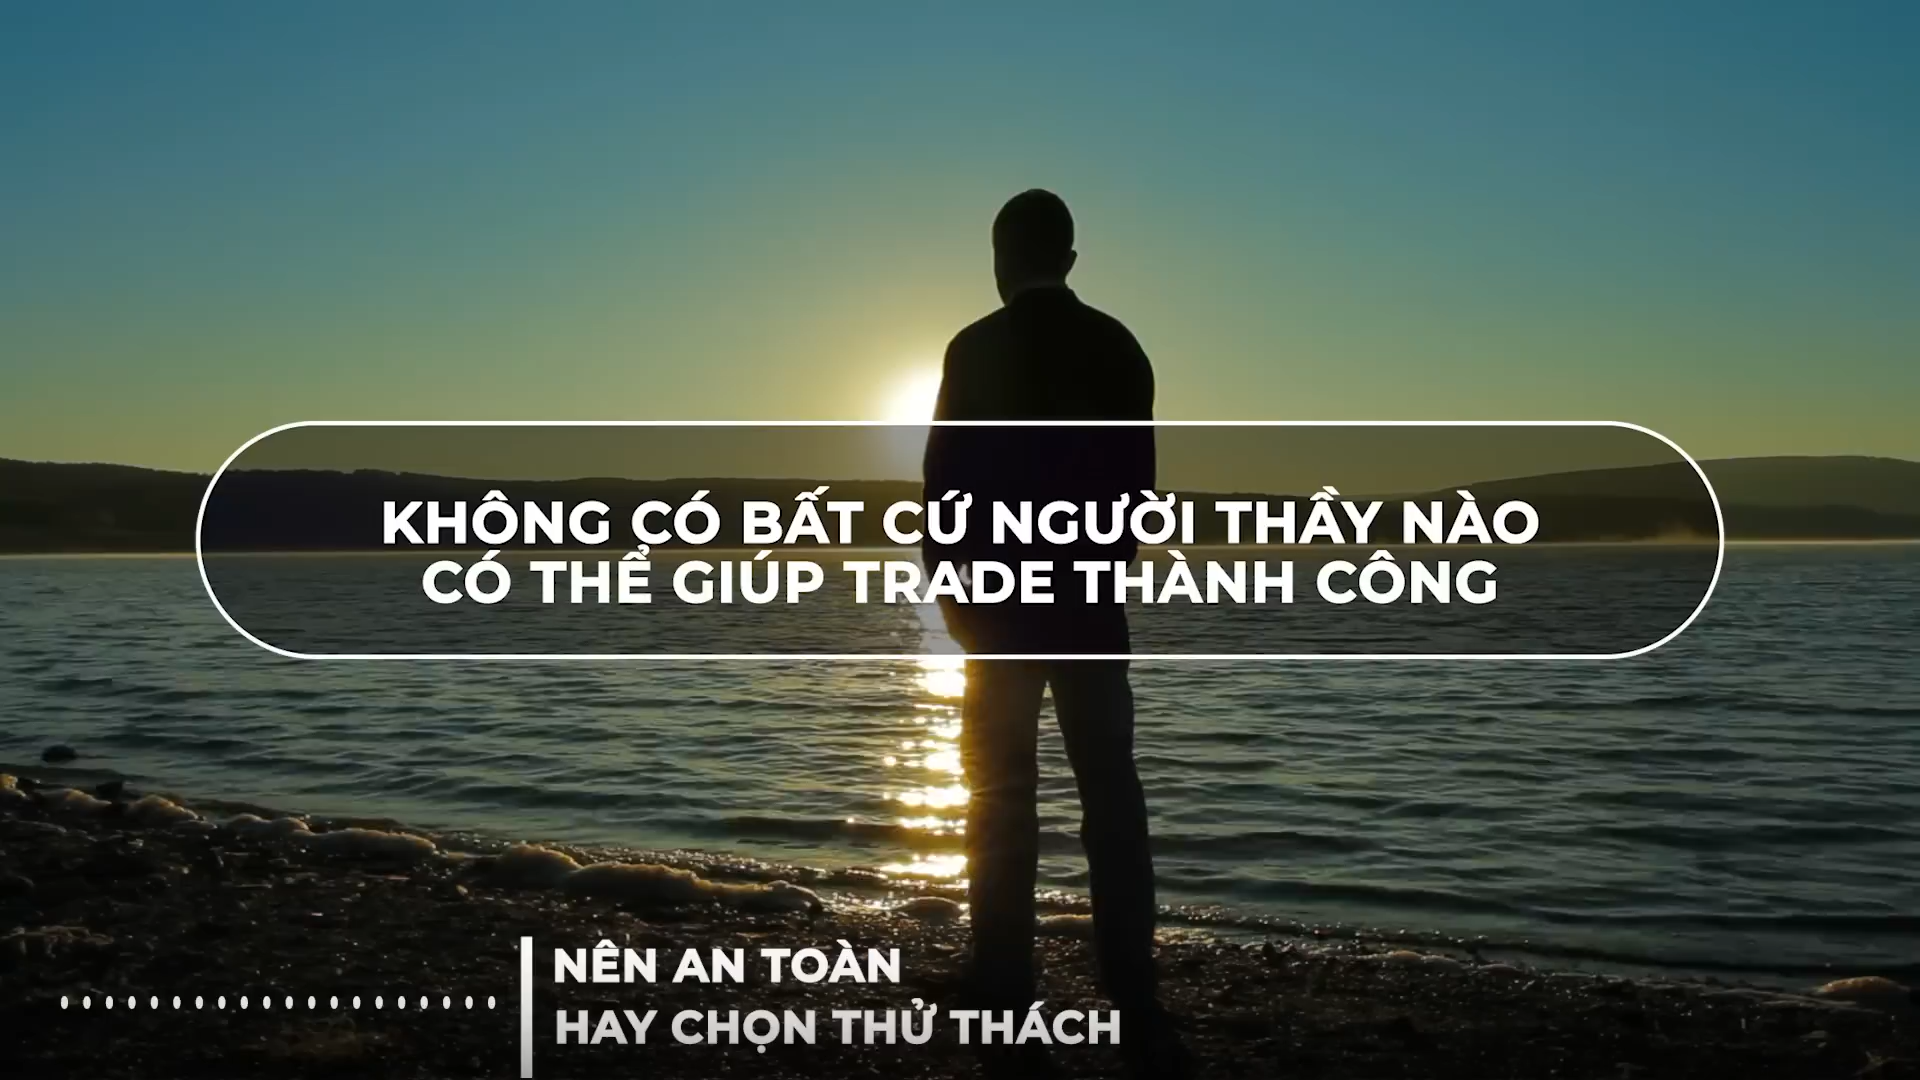 KHÔNG CÓ BẤT CỨ NGƯỜI THẦY NÀO
CÓ THỂ GIÚP TRADE THÀNH CÔNG
NÊN AN TOÀN
HAY CHỌN THỬ THÁCH